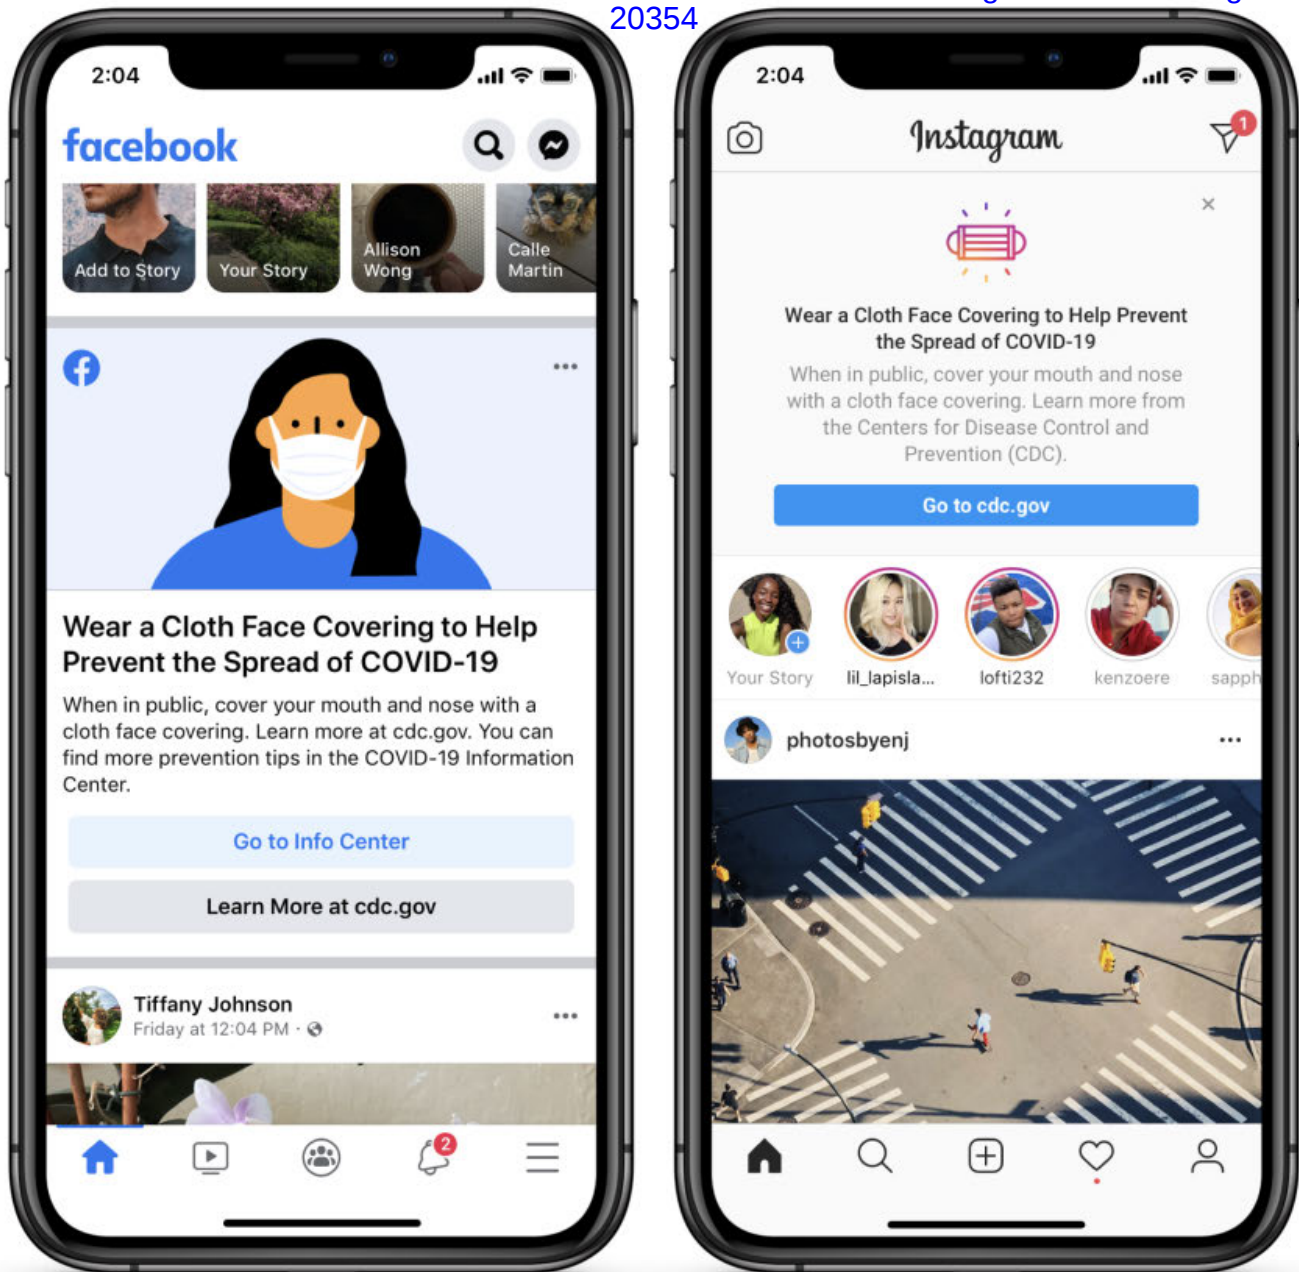 20354
2:04
facebook
Add to Story
Your Story
Allison
Wong
Calle
Martin
Wear a Cloth Face Covering to Help
Prevent the Spread of COVID-19
When in public, cover your mouth and nose with a
cloth face covering. Learn more at cdc.gov. You can
find more prevention tips in the COVID-19 Information
Center.
Go to Info Center
Learn More at cdc.gov
Tiffany Johnson
Friday at 12:04 PM ·
2
2:04
Instagram
1
Wear a Cloth Face Covering to Help Prevent
the Spread of COVID-19
When in public, cover your mouth and nose
with a cloth face covering. Learn more from
the Centers for Disease Control and
Prevention (CDC).
Go to cdc.gov
Your Story
lil_lapisla...
lofti232
kenzoere
sapph
photosbyenj